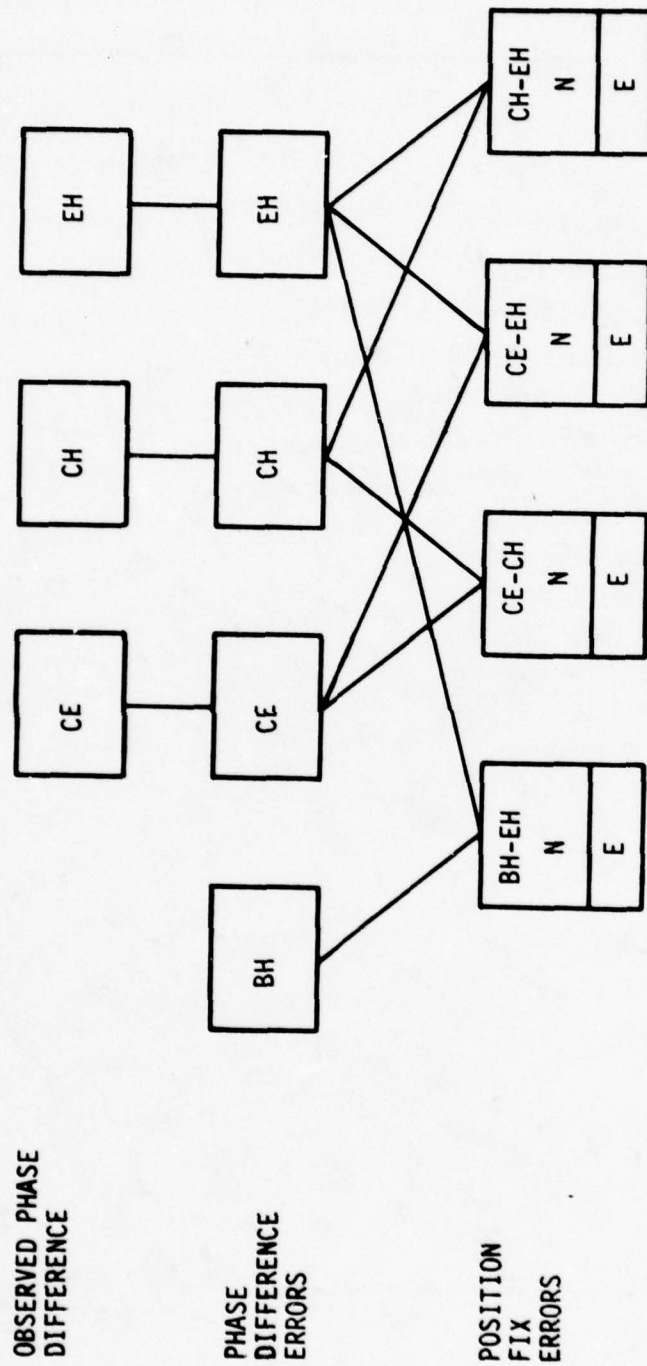 OBSERVED PHASE
DIFFERENCE
CE
CH
EH
PHASE
DIFFERENCE
ERRORS
BH
CE
CH
EH
POSITION
FIX
ERRORS
BH-EH
N
E
CE-CH
N
E
CE-EH
N
E
CH-EH
N
E